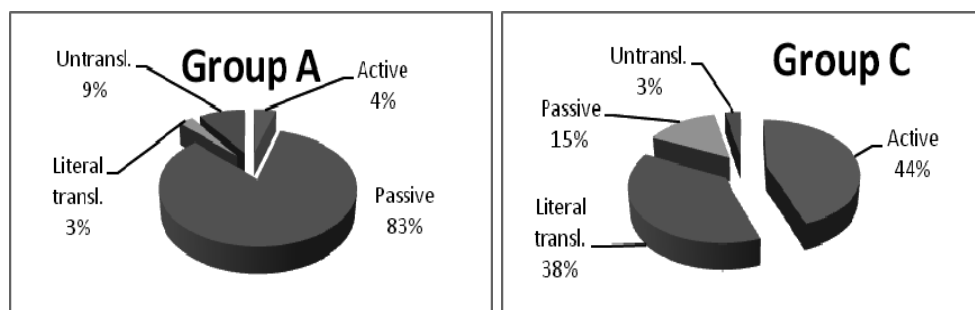 Group A
Untransl.
9%
Active
4%
Literal
transl.
3%
Passive
83%
Group C
Untransl.
3%
Passive
15%
Active
44%
Literal
transl.
38%